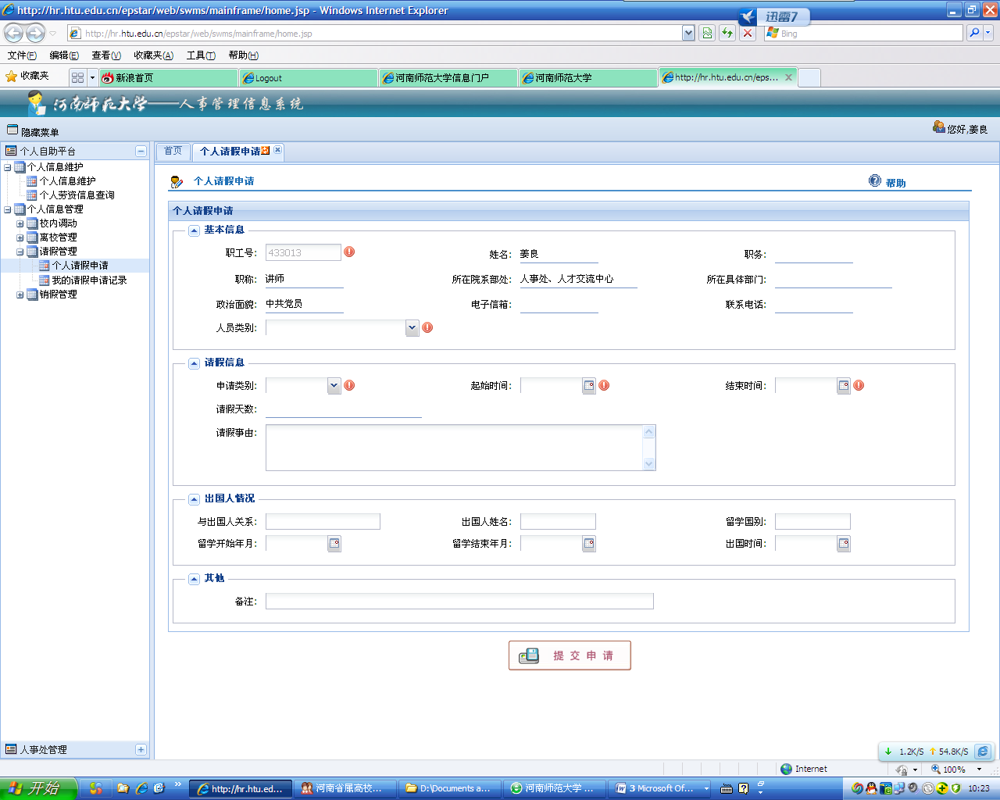 http://hr.htu.edu.cn/epstar/web/swms/mainframe/home.jsp - Windows Internet Explorer
迅雷7
http://hr.htu.edu.cn/epstar/web/swms/mainframe/home.jsp
Bing
文件(F) 编辑(E) 查看(V) 收藏夹(A) 工具(T) 帮助(H)
收藏夹 新浪首页 Logout 河南师范大学信息门户 河南师范大学 http://hr.htu.edu.cn/eps...
河南师范大学——人事管理信息系统
隐藏菜单
您好,姜良
个人自助平台
个人信息维护
个人信息维护
个人劳资信息查询
个人信息管理
校内调动
离校管理
请假管理
个人请假申请
我的请假申请记录
销假管理
人事处管理
首页 个人请假申请
个人请假申请
帮助
个人请假申请
基本信息
职工号: 433013 姓名: 姜良 职务:
职称: 讲师 所在院系部处: 人事处、人才交流中心 所在具体部门:
政治面貌: 中共党员 电子信箱: 联系电话:
人员类别:
请假信息
申请类别: 起始时间: 结束时间:
请假天数:
请假事由:
出国人情况
与出国人关系: 出国人姓名: 留学国别:
留学开始年月: 留学结束年月: 出国时间:
其他
备注:
提交申请
1.2K/S 54.8K/S
Internet 100%
开始 http://hr.htu.ed... 河南省属高校... D:\Documents a... 河南师范大学 ... 3 Microsoft Of... 10:23